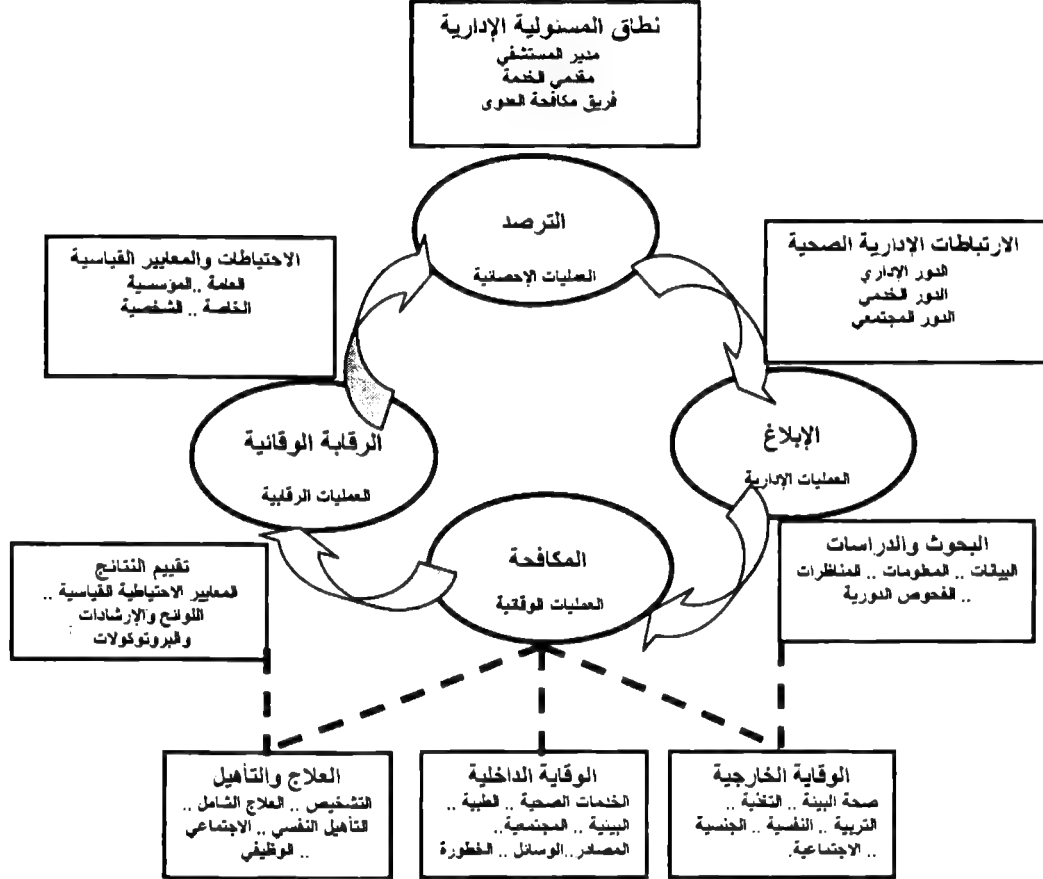 نطاق المسئولية الإدارية
مدير المستشفي
مقدمي الخدمة
فريق مكافحة العدوى
الترصد
العمليات الإحصائية
الارتباطات الإدارية الصحية
الدور الإداري
الدور الخدمي
الدور المجتمعي
الاحتياطات والمعايير القياسية
العامة ..المؤسسية
الخاصة .. الشخصية
الإبلاغ
العمليات الإدارية
الرقابة الوقائية
العمليات الرقابية
المكافحة
العمليات الوقائية
البحوث والدراسات
البيانات .. المعلومات .. المناظرات
.. الفحوص الدورية
تقييم النتائج
المعايير الاحتياطية القياسية ..
اللوائح والإرشادات
والبروتوكولات
الوقاية الخارجية
صحة البيئة .. التغذية ..
التربية .. النفسية .. الجنسية
.. الاجتماعية.
الوقاية الداخلية
الخدمات الصحية .. الطبية ..
البيئية .. المجتمعية..
المصادر..الوسائل .. الخطورة
العلاج والتأهيل
التشخيص .. العلاج الشامل ..
التأهيل النفسي .. الاجتماعي
.. الوظيفي